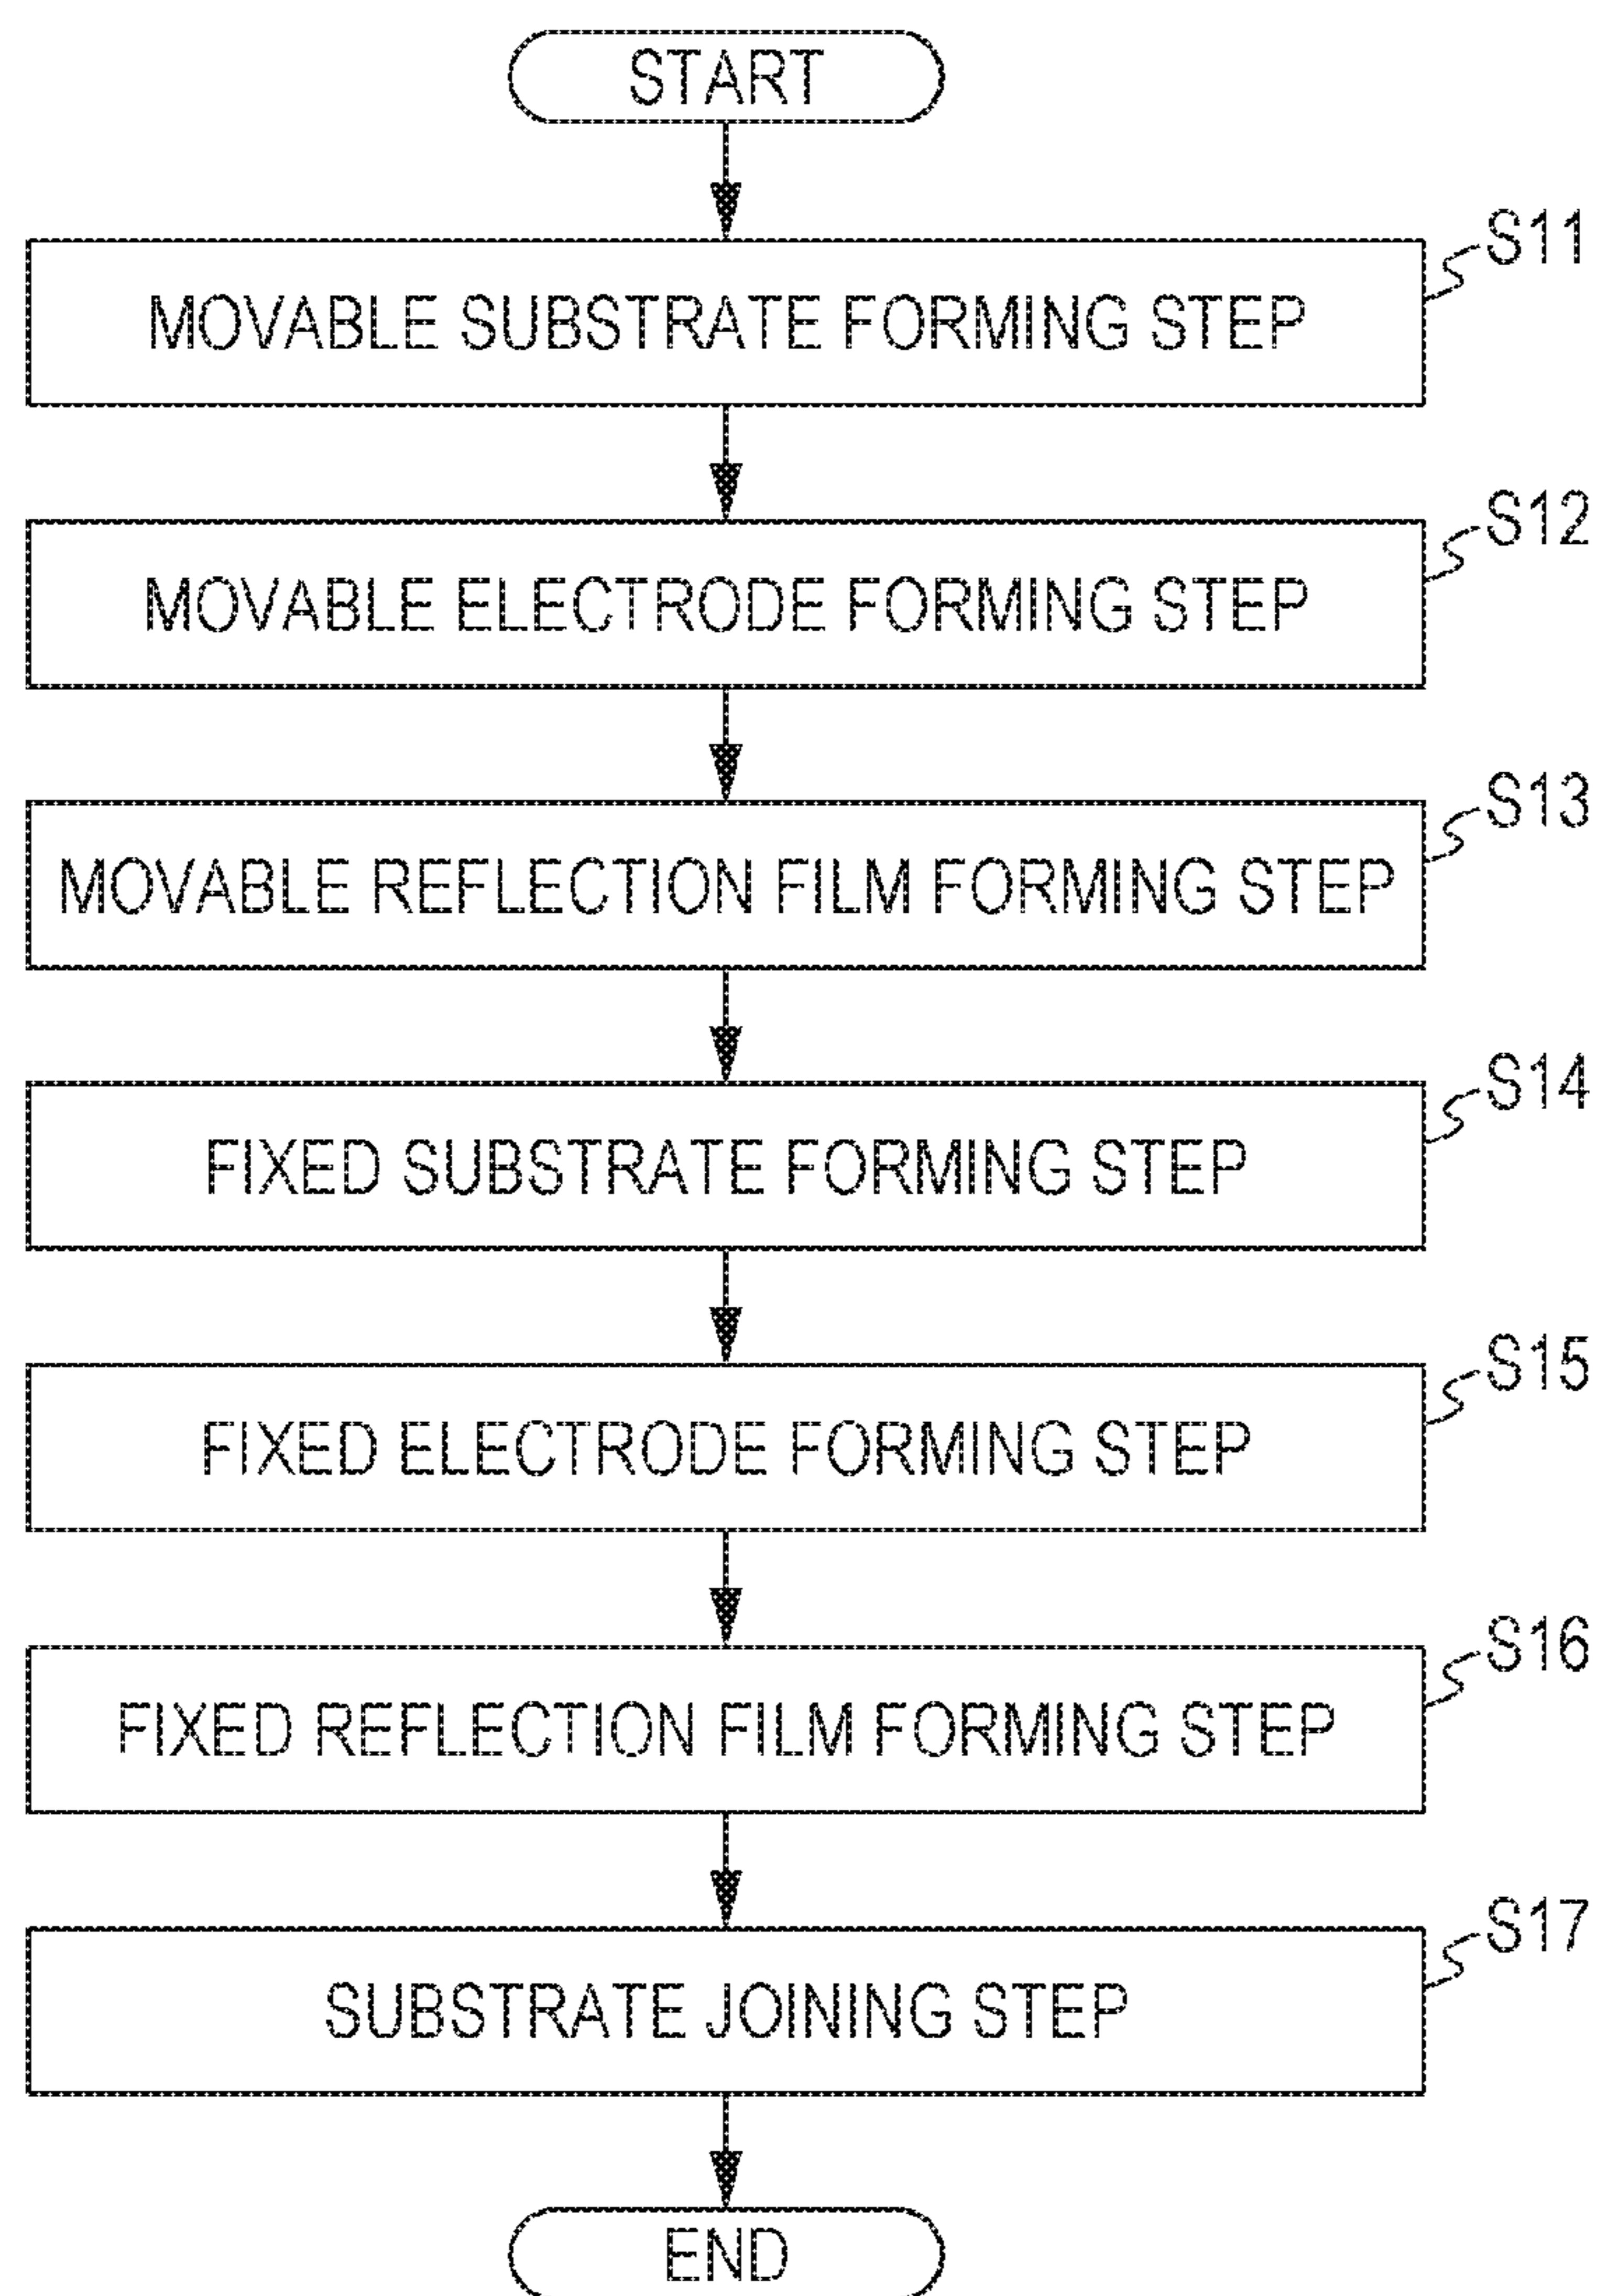 START
S11
MOVABLE SUBSTRATE FORMING STEP
S12
MOVABLE ELECTRODE FORMING STEP
S13
MOVABLE REFLECTION FILM FORMING STEP
S14
FIXED SUBSTRATE FORMING STEP
S15
FIXED ELECTRODE FORMING STEP
S16
FIXED REFLECTION FILM FORMING STEP
S17
SUBSTRATE JOINING STEP
END